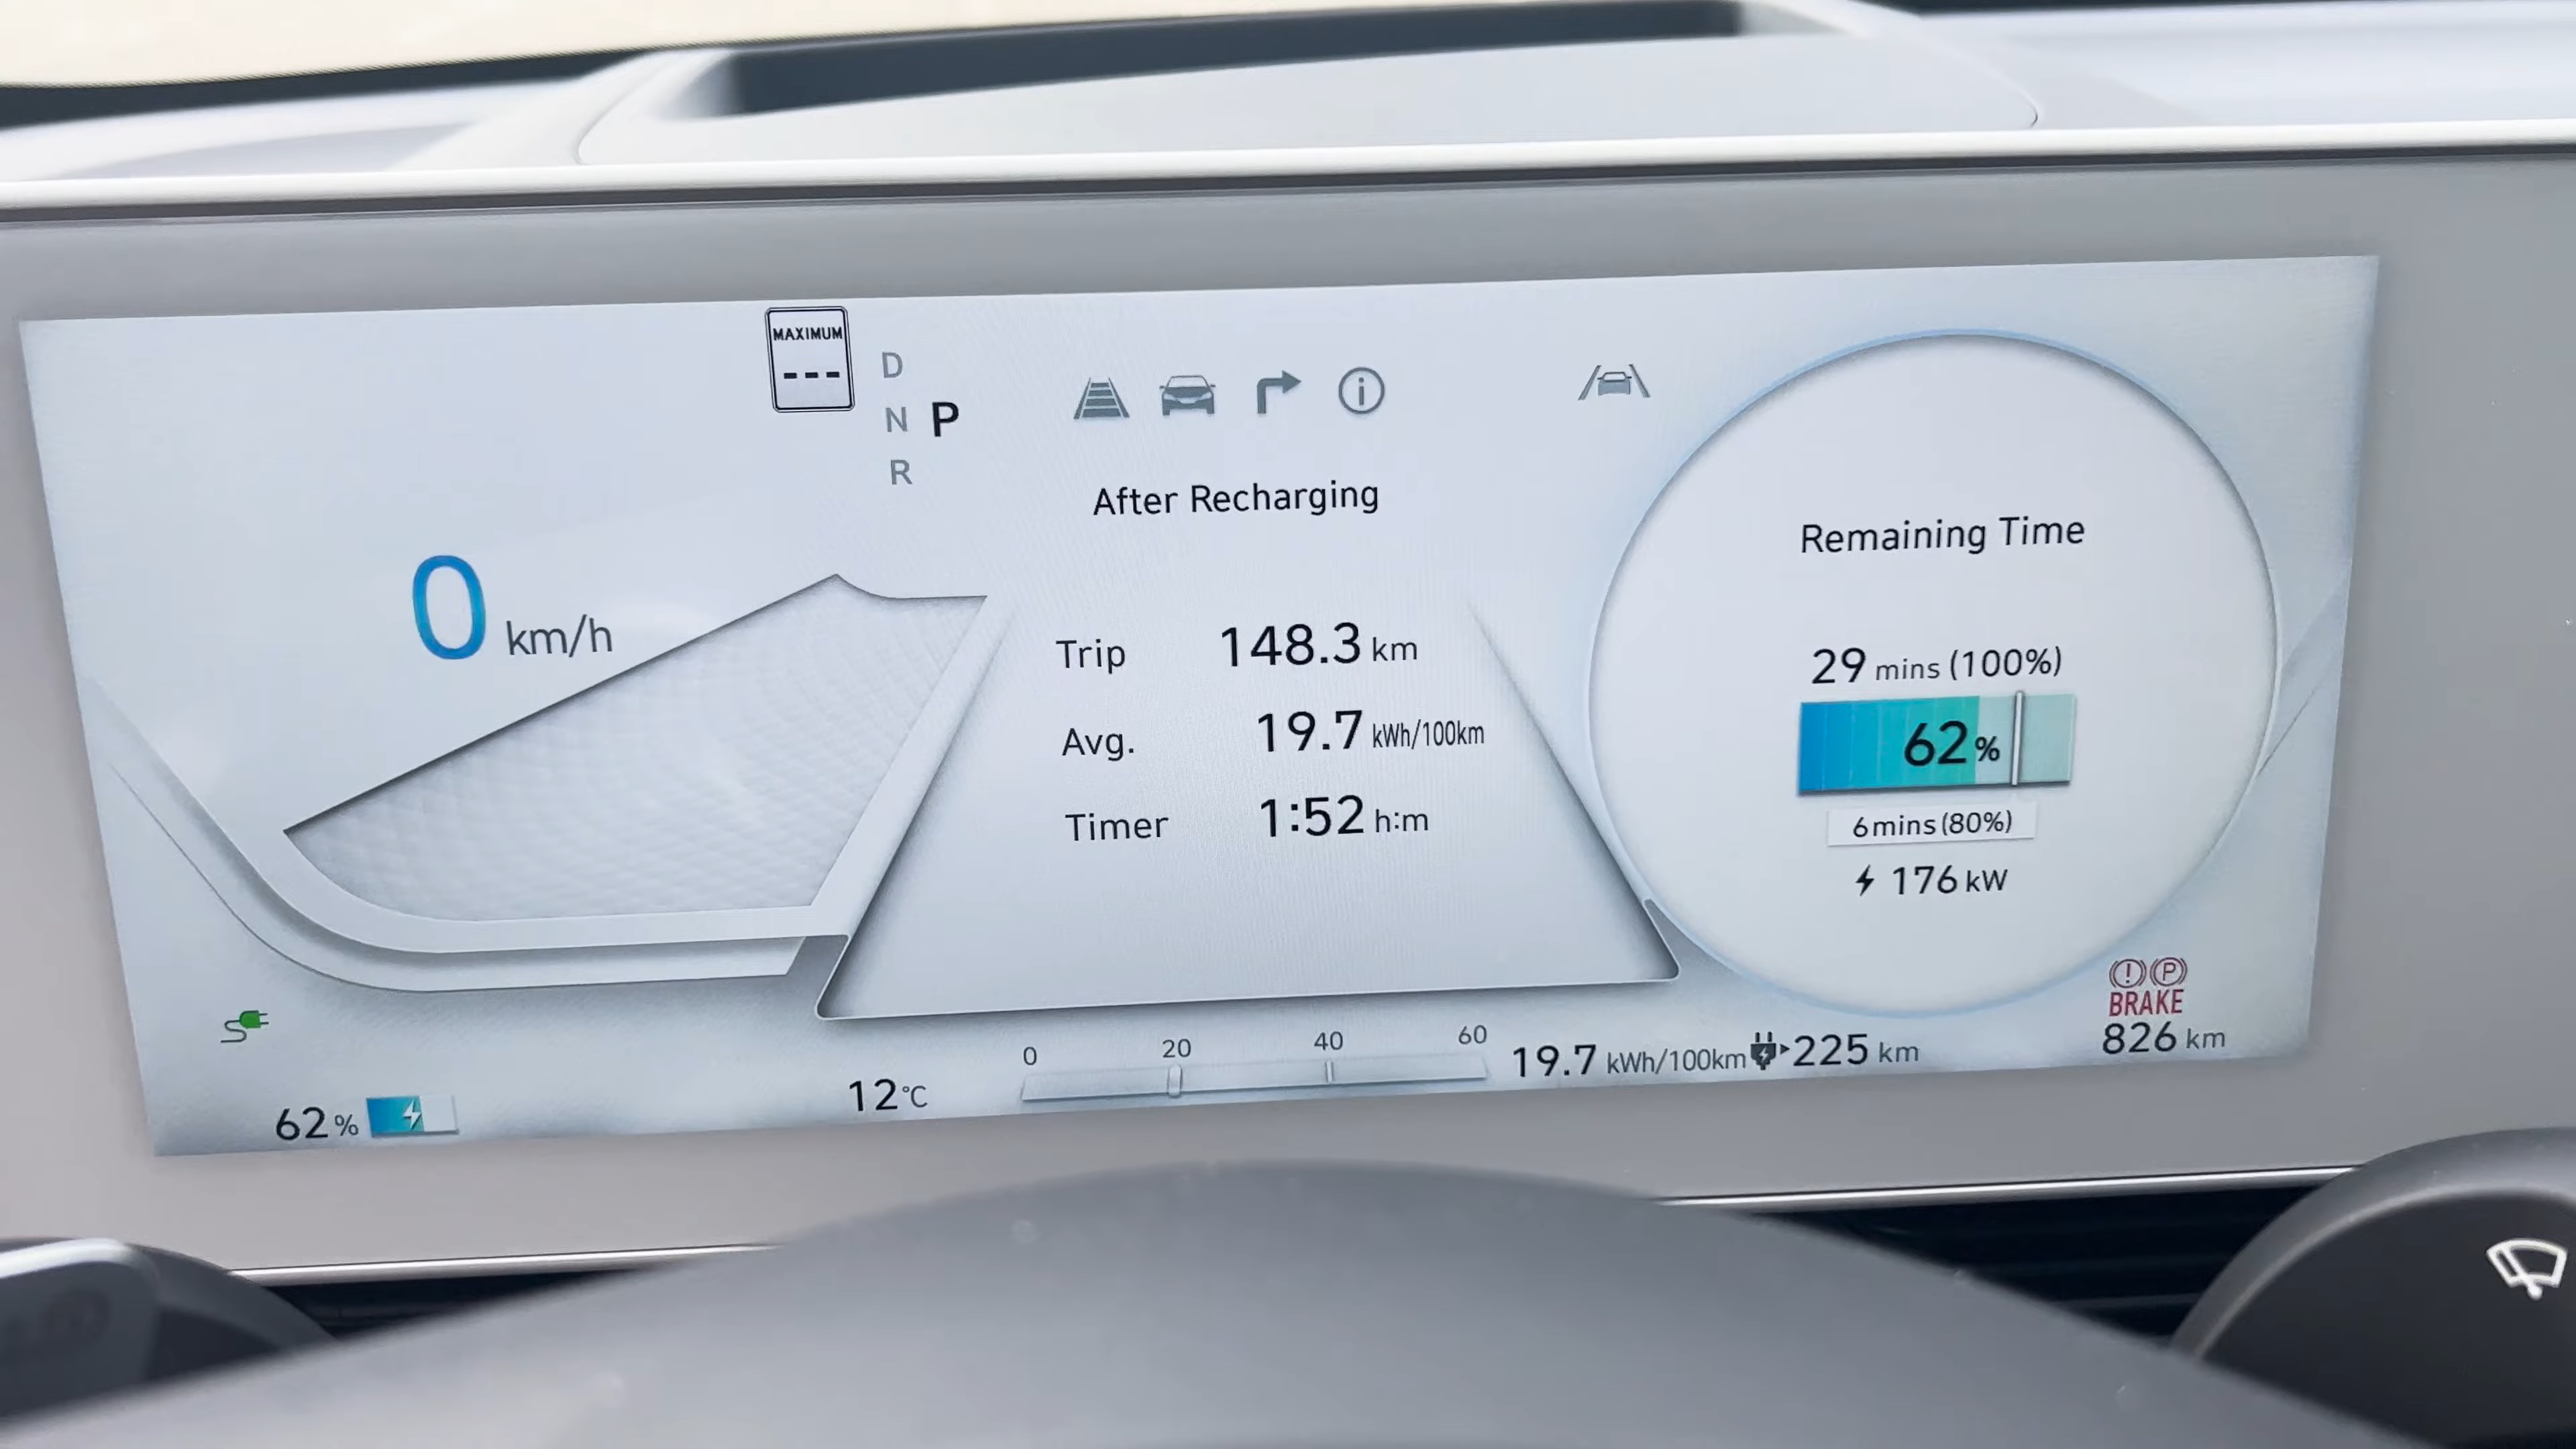 MAXIMUM
---
D
N P
R
0 km/h
After Recharging
Trip 148.3 km
Avg. 19.7 kWh/100km
Timer 1:52 h:m
Remaining Time
29 mins (100%)
62%
6mins(80%)
176 kW
BRAKE
826 km
62%
12°C
0 20 40 60
19.7 kWh/100km
225 km